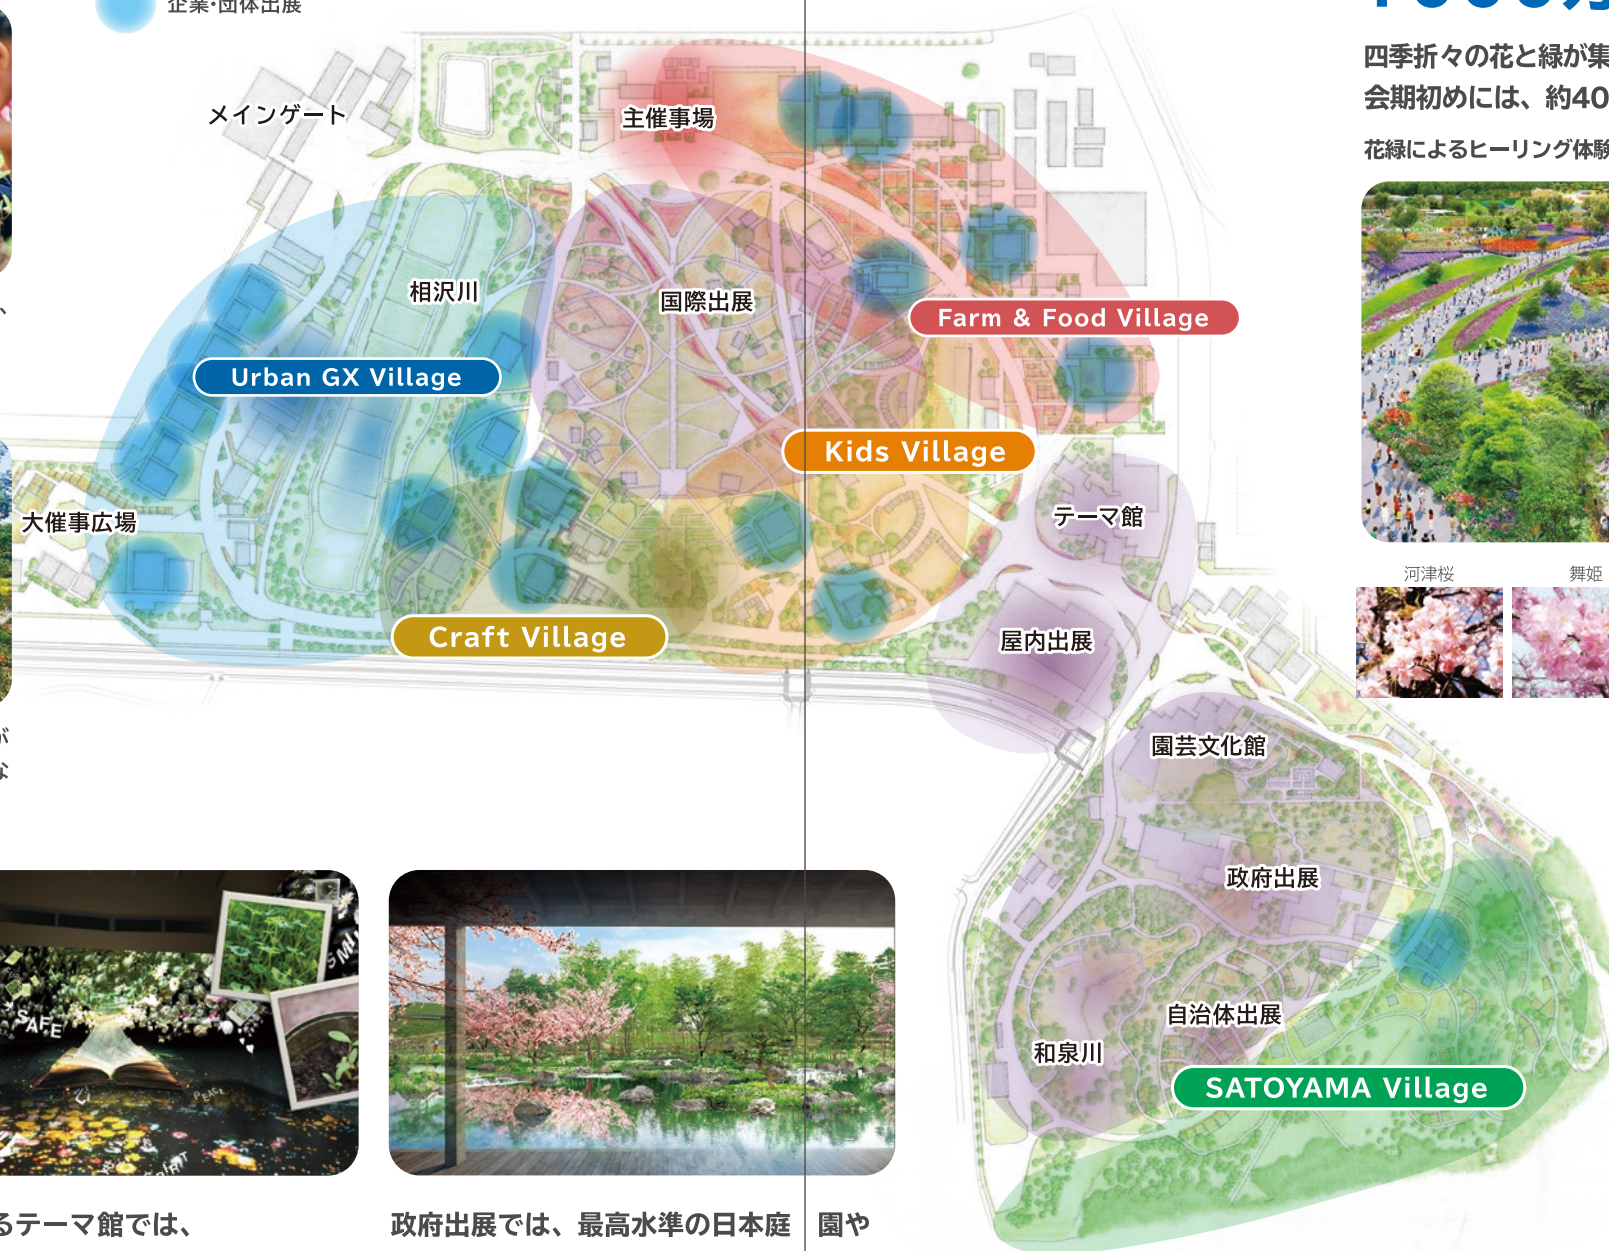 企業・団体出展
四季折々の花と緑が集
会期初めには、約40
花緑によるヒーリング体験
メインゲート
主催事場
相沢川
国際出展
Farm & Food Village
、
Urban GX Village
Kids Village
大催事広場
テーマ館
河津桜
舞姫
Craft Village
屋内出展
が
な
園芸文化館
政府出展
SAFE
PEACE
自治体出展
和泉川
SATOYAMA Village
るテーマ館では、
政府出展では、最高水準の日本庭園や